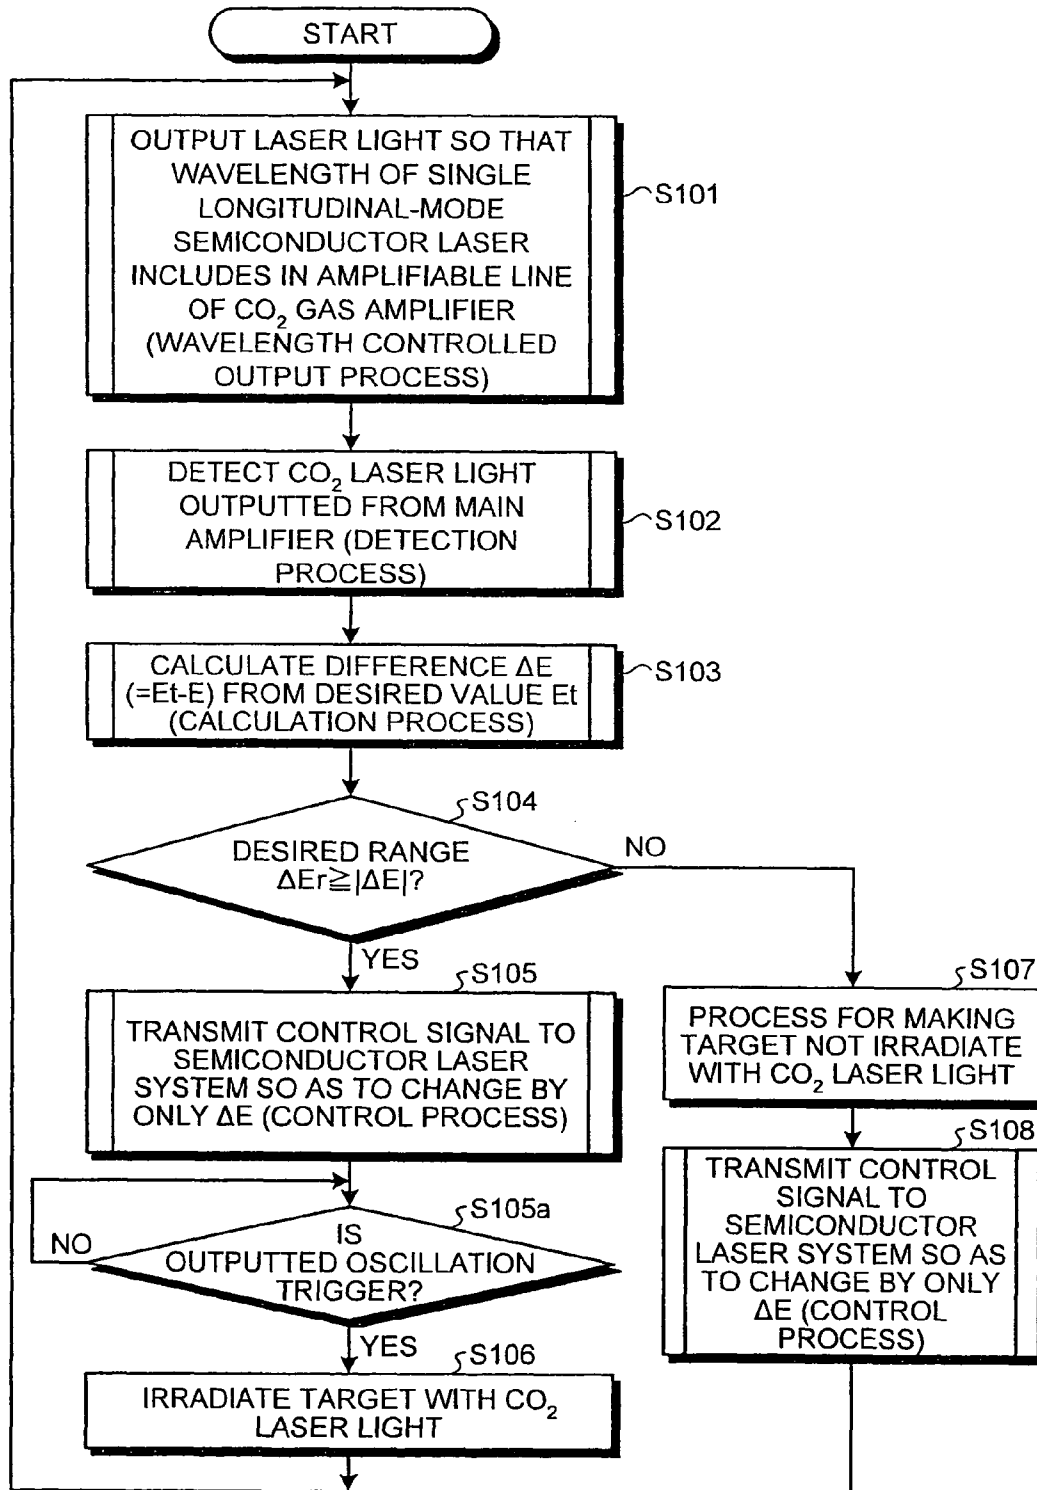 START
OUTPUT LASER LIGHT SO THAT
WAVELENGTH OF SINGLE
LONGITUDINAL-MODE
SEMICONDUCTOR LASER
INCLUDES IN AMPLIFIABLE LINE
OF CO₂ GAS AMPLIFIER
(WAVELENGTH CONTROLLED
OUTPUT PROCESS)
S101
DETECT CO₂ LASER LIGHT
OUTPUTTED FROM MAIN
AMPLIFIER (DETECTION
PROCESS)
S102
CALCULATE DIFFERENCE ΔE
(=Et-E) FROM DESIRED VALUE Et
(CALCULATION PROCESS)
S103
S104
DESIRED RANGE
ΔEr≧|ΔE|?
NO
YES
S105
TRANSMIT CONTROL SIGNAL TO
SEMICONDUCTOR LASER
SYSTEM SO AS TO CHANGE BY
ONLY ΔE (CONTROL PROCESS)
S107
PROCESS FOR MAKING
TARGET NOT IRRADIATE
WITH CO₂ LASER LIGHT
S108
TRANSMIT CONTROL
SIGNAL TO
SEMICONDUCTOR
LASER SYSTEM SO AS
TO CHANGE BY ONLY
ΔE (CONTROL
PROCESS)
S105a
IS
OUTPUTTED OSCILLATION
TRIGGER?
NO
YES
S106
IRRADIATE TARGET WITH CO₂
LASER LIGHT